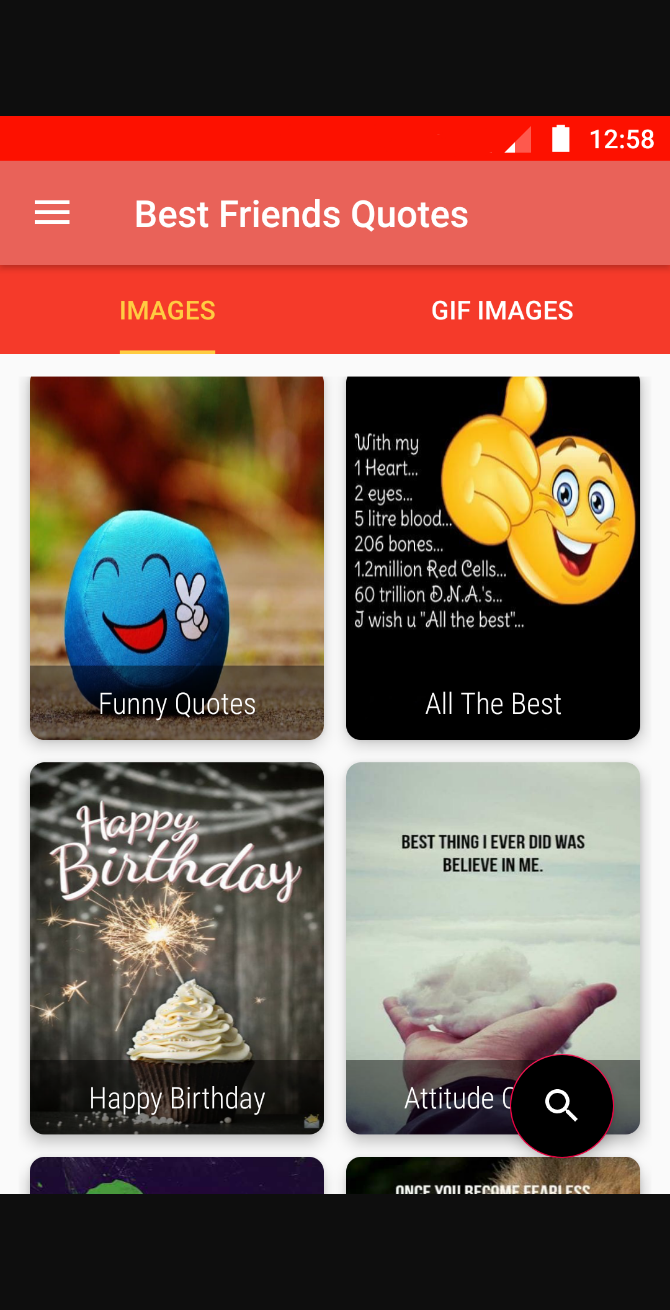 12:58
Best Friends Quotes
IMAGES
GIF IMAGES
With my
1 Heart...
2 eyes...
5 litre blood...
206 bones...
1.2million Red Cells...
60 trillion D.N.A.'s...
I wish u "All the best"...
Funny Quotes
All The Best
Happy
Birthday
BEST THING I EVER DID WAS
BELIEVE IN ME.
Happy Birthday
Attitude
ONCE YOU BECOME FEARLESS